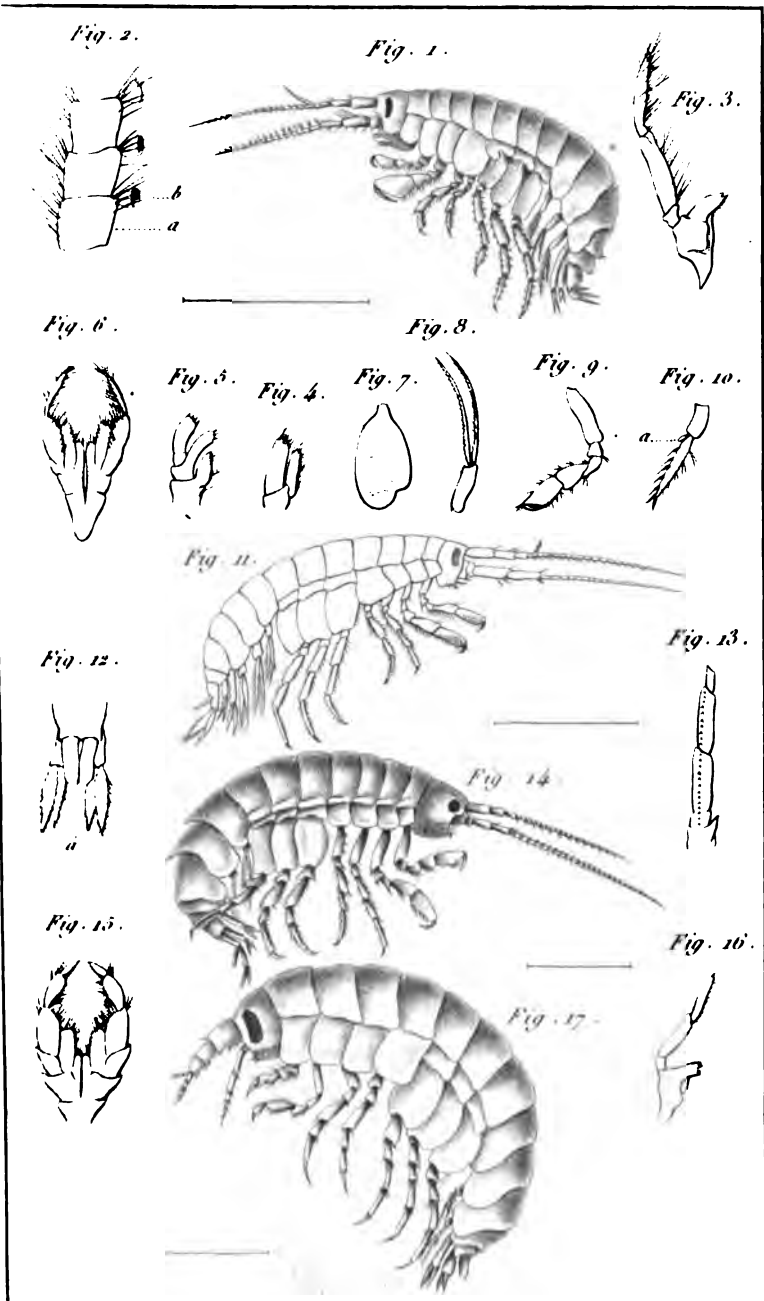 Fig. 2.
Fig. 1.
Fig. 3.
b
a
Fig. 6.
Fig. 8.
Fig. 5.
Fig. 4.
Fig. 7.
Fig. 9.
Fig. 10.
a
Fig. 11.
Fig. 12.
Fig. 13.
a
Fig. 14.
Fig. 15.
Fig. 16.
Fig. 17.